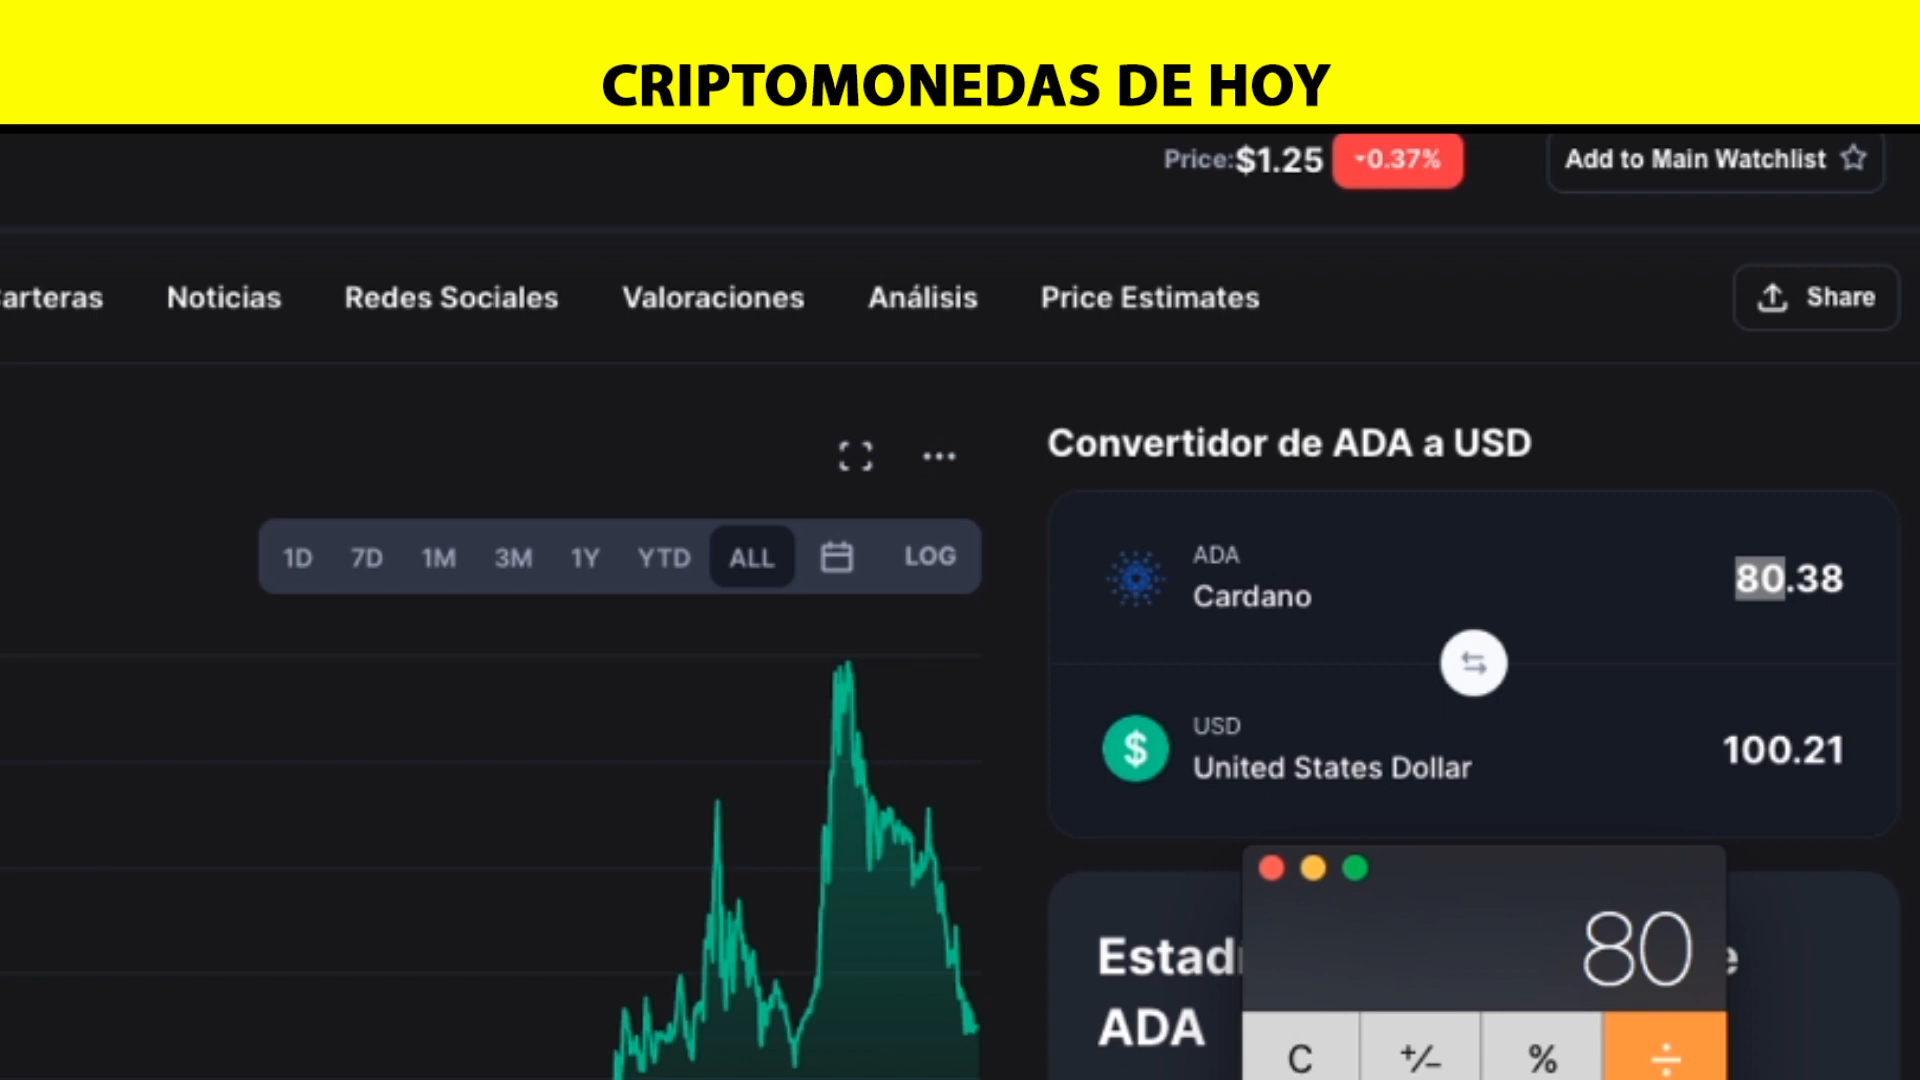 CRIPTOMONEDAS DE HOY
Price:$1.25 -0.37% Add to Main Watchlist
arteras Noticias Redes Sociales Valoraciones Análisis Price Estimates Share
Convertidor de ADA a USD
1D 7D 1M 3M 1Y YTD ALL LOG
ADA
Cardano
80.38
USD
United States Dollar
100.21
Estadí e
ADA
80
C +/- % ÷